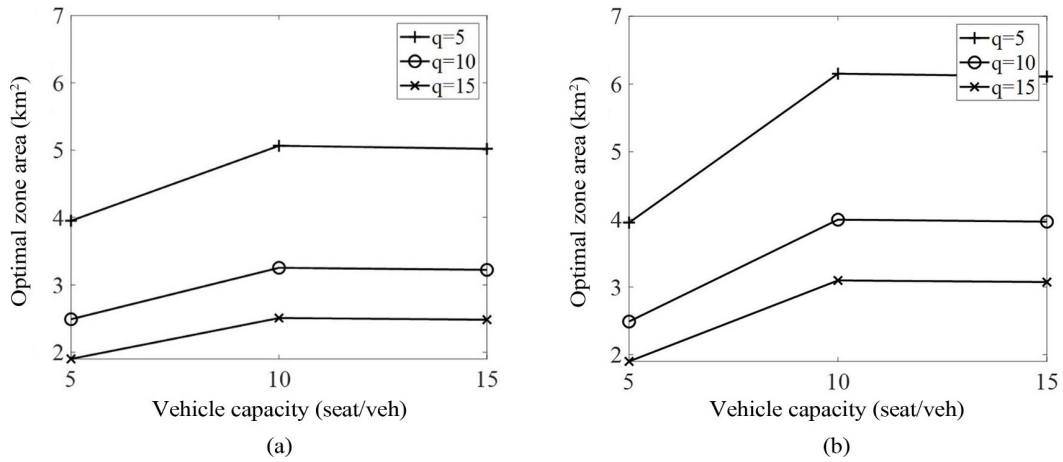 7
6
5
4
3
2
Optimal zone area (km²)
q=5
q=10
q=15
5
10
15
Vehicle capacity (seat/veh)
(a)
7
6
5
4
3
2
Optimal zone area (km²)
q=5
q=10
q=15
5
10
15
Vehicle capacity (seat/veh)
(b)